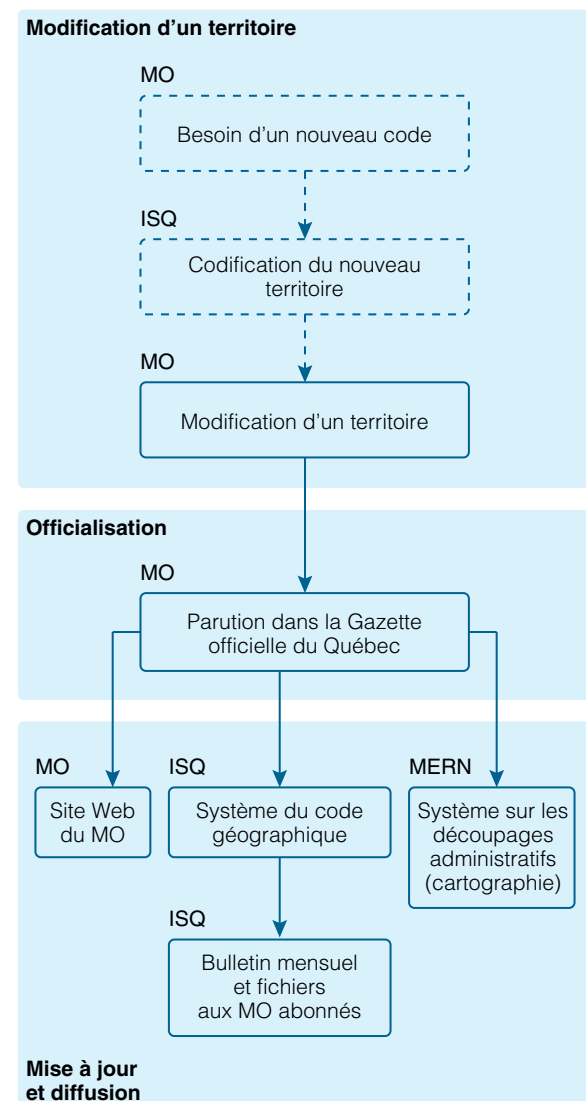 Modification d’un territoire
MO
Besoin d’un nouveau code
ISQ
Codification du nouveau
territoire
MO
Modification d’un territoire
Officialisation
MO
Parution dans la Gazette
officielle du Québec
MO
Site Web
du MO
ISQ
Système du code
géographique
MERN
Système sur les
découpages
administratifs
(cartographie)
ISQ
Bulletin mensuel
et fichiers
aux MO abonnés
Mise à jour
et diffusion